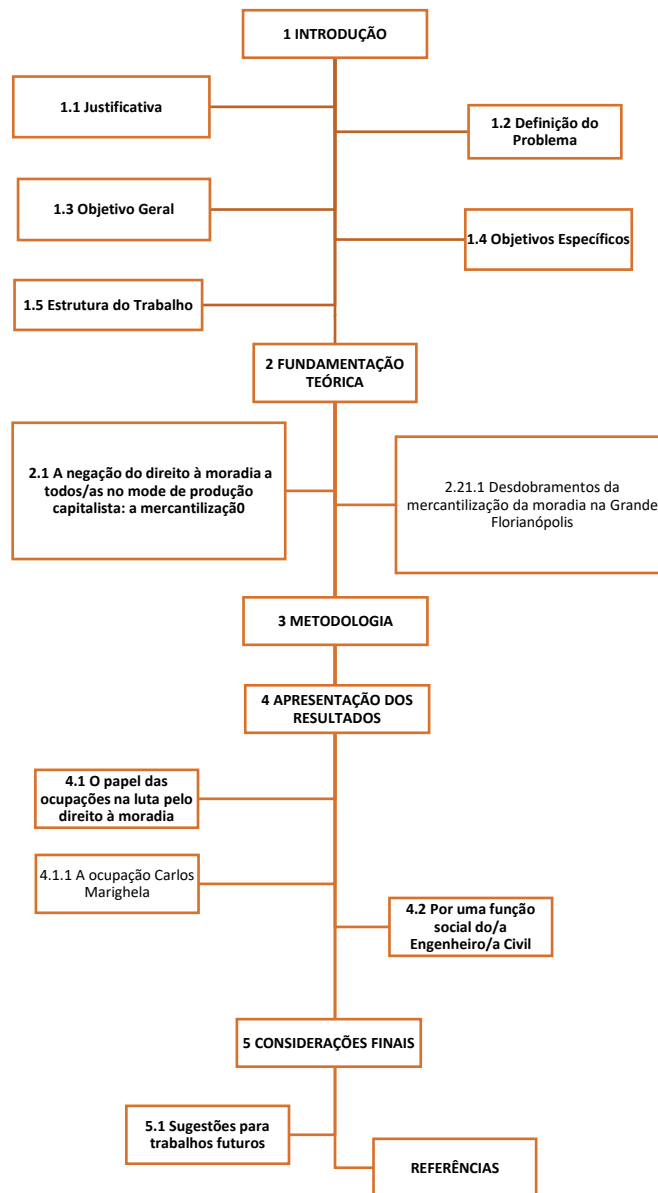 1 INTRODUÇÃO
1.1 Justificativa
1.2 Definição do
Problema
1.3 Objetivo Geral
1.4 Objetivos Específicos
1.5 Estrutura do Trabalho
2 FUNDAMENTAÇÃO
TEÓRICA
2.1 A negação do direito à moradia a
todos/as no mode de produção
capitalista: a mercantilizaçã0
2.21.1 Desdobramentos da
mercantilização da moradia na Grande
Florianópolis
3 METODOLOGIA
4 APRESENTAÇÃO DOS
RESULTADOS
4.1 O papel das
ocupações na luta pelo
direito à moradia
4.1.1 A ocupação Carlos
Marighela
4.2 Por uma função
social do/a
Engenheiro/a Civil
5 CONSIDERAÇÕES FINAIS
5.1 Sugestões para
trabalhos futuros
REFERÊNCIAS